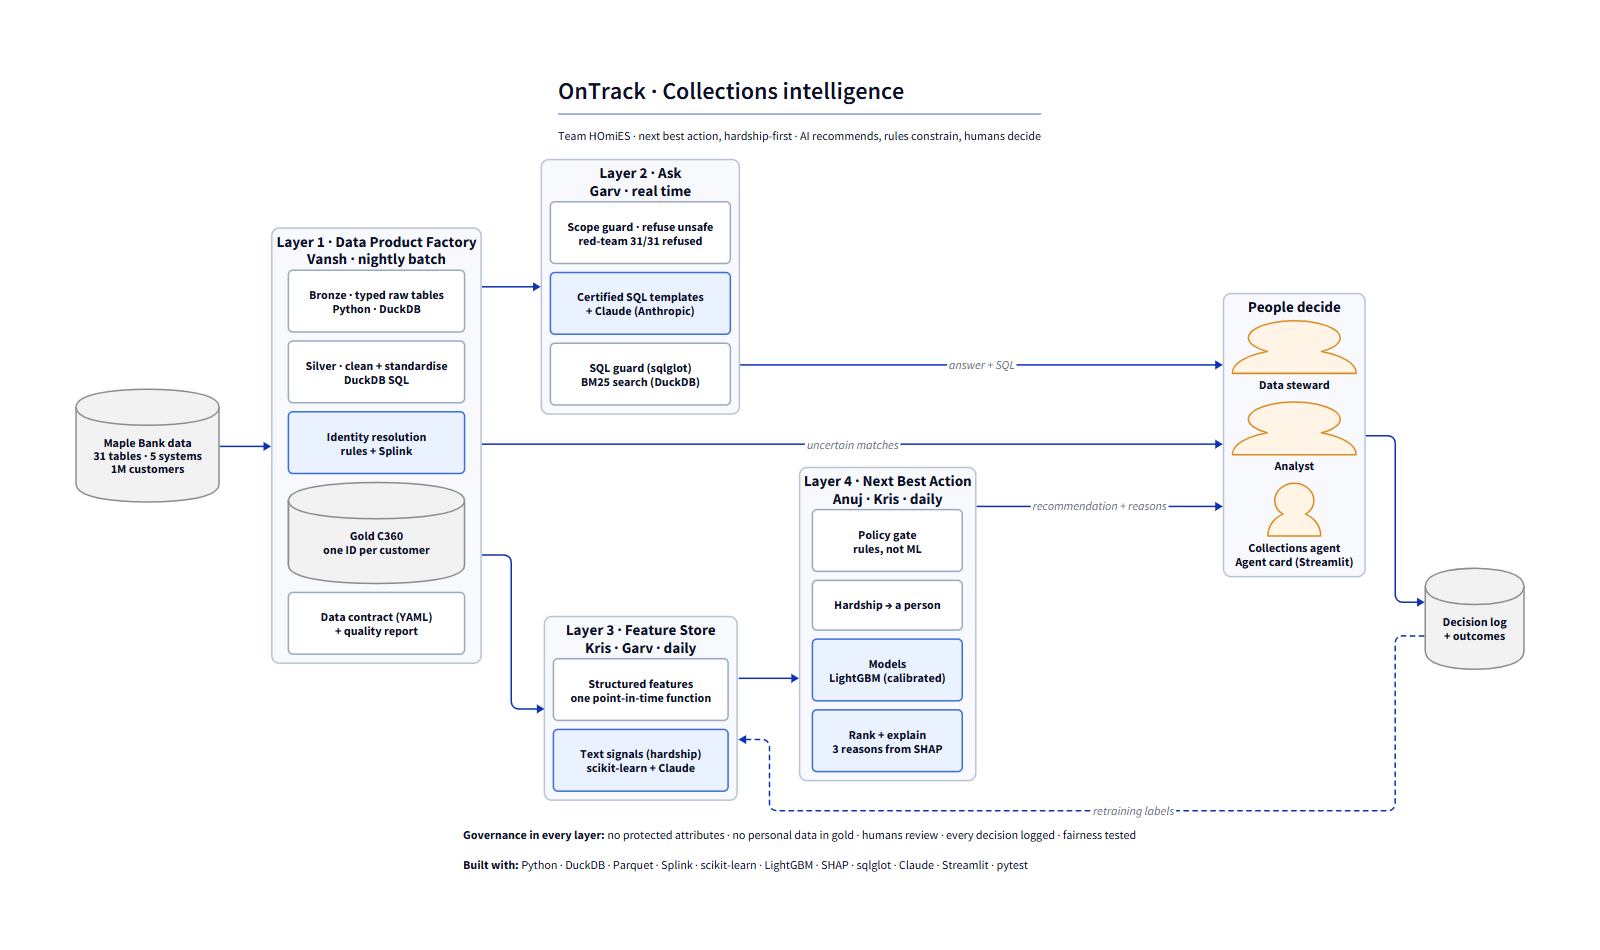 OnTrack · Collections intelligence
Team HOmiES · next best action, hardship-first · AI recommends, rules constrain, humans decide
Layer 2 · Ask
Garv · real time
Scope guard · refuse unsafe
red-team 31/31 refused
Certified SQL templates
+ Claude (Anthropic)
SQL guard (sqlglot)
BM25 search (DuckDB)
Layer 1 · Data Product Factory
Vansh · nightly batch
Bronze · typed raw tables
Python · DuckDB
Silver · clean + standardise
DuckDB SQL
Identity resolution
rules + Splink
Gold C360
one ID per customer
Data contract (YAML)
+ quality report
Maple Bank data
31 tables · 5 systems
1M customers
answer + SQL
uncertain matches
recommendation + reasons
People decide
Data steward
Analyst
Collections agent
Agent card (Streamlit)
Layer 4 · Next Best Action
Anuj · Kris · daily
Policy gate
rules, not ML
Hardship → a person
Models
LightGBM (calibrated)
Rank + explain
3 reasons from SHAP
Layer 3 · Feature Store
Kris · Garv · daily
Structured features
one point-in-time function
Text signals (hardship)
scikit-learn + Claude
Decision log
+ outcomes
retraining labels
Governance in every layer: no protected attributes · no personal data in gold · humans review · every decision logged · fairness tested
Built with: Python · DuckDB · Parquet · Splink · scikit-learn · LightGBM · SHAP · sqlglot · Claude · Streamlit · pytest